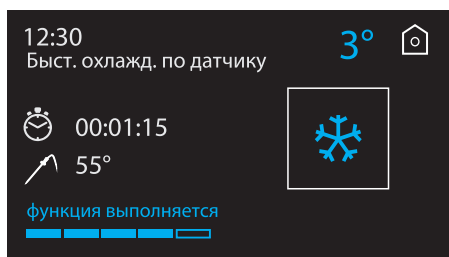 12:30
3°
Быст. охлажд. по датчику
00:01:15
55°
функция выполняется